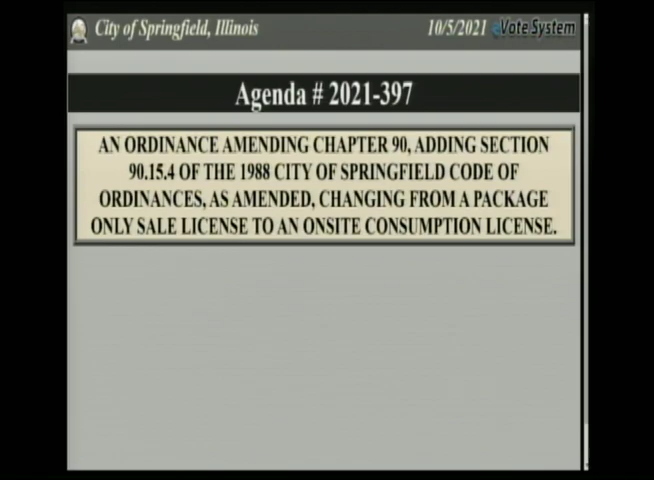 City of Springfield, Illinois 10/5/2021 eVote System
Agenda # 2021-397
AN ORDINANCE AMENDING CHAPTER 90, ADDING SECTION
90.15.4 OF THE 1988 CITY OF SPRINGFIELD CODE OF
ORDINANCES, AS AMENDED, CHANGING FROM A PACKAGE
ONLY SALE LICENSE TO AN ONSITE CONSUMPTION LICENSE.